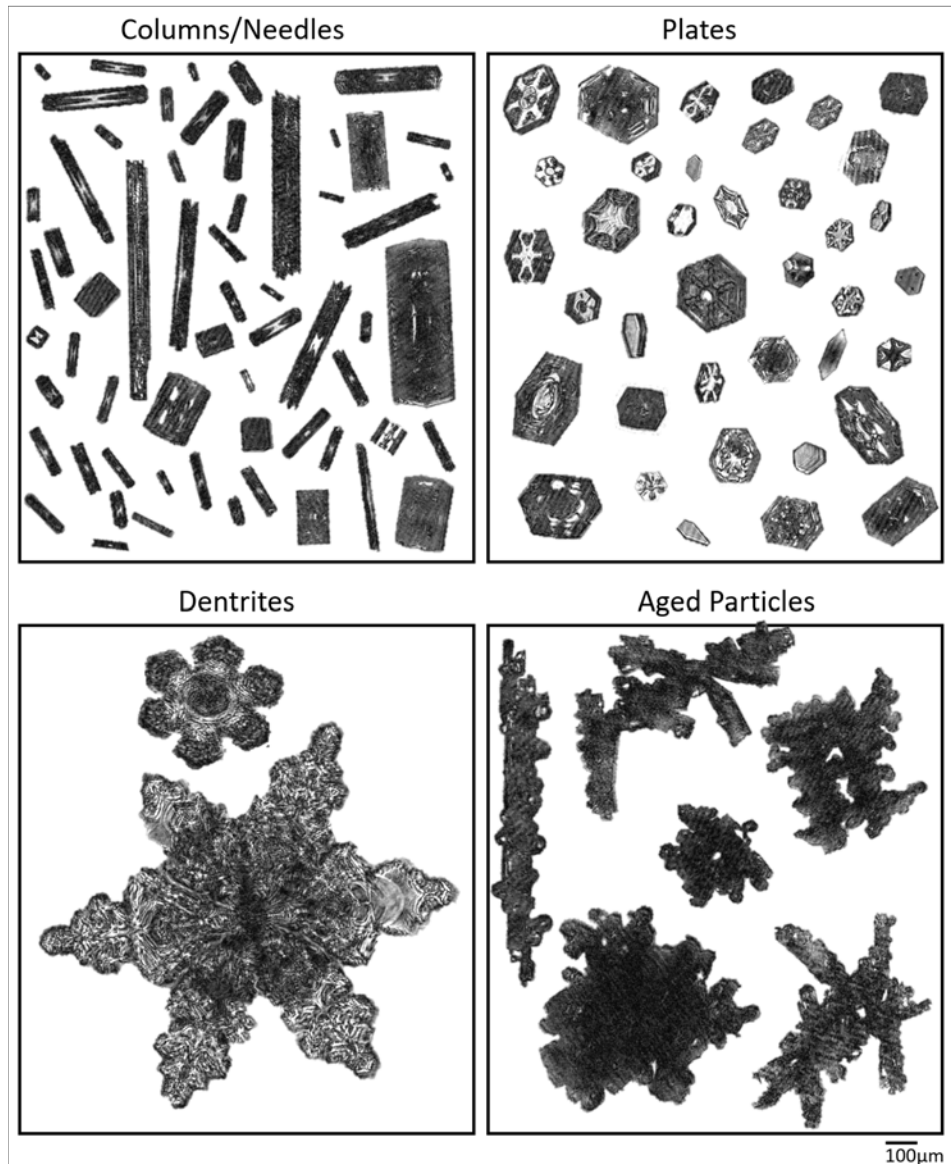 Columns/Needles
Plates
Dentrites
Aged Particles
100µm